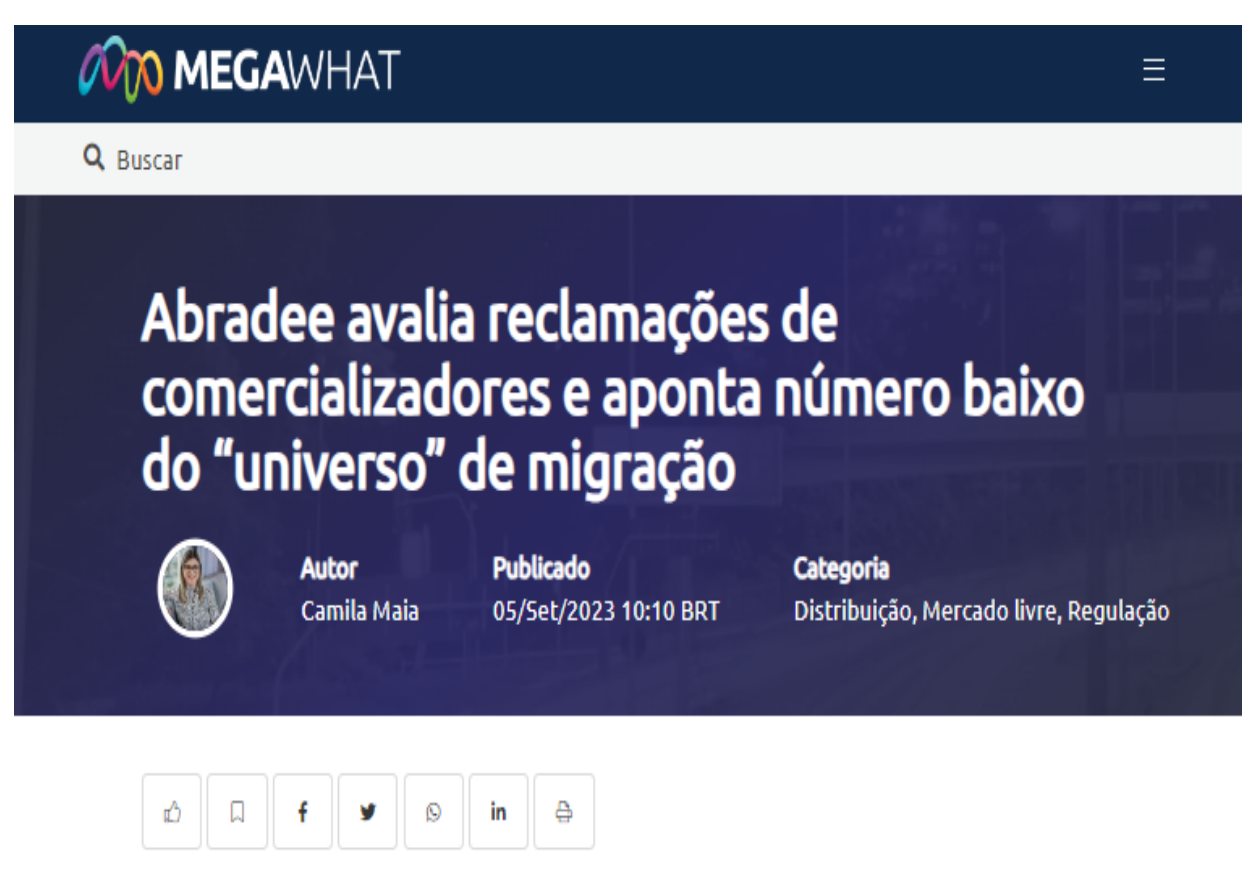 MEGAWHAT
Buscar
Abradee avalia reclamações de
comercializadores e aponta número baixo
do “universo” de migração
Autor
Camila Maia
Publicado
05/Set/2023 10:10 BRT
Categoria
Distribuição, Mercado livre, Regulação